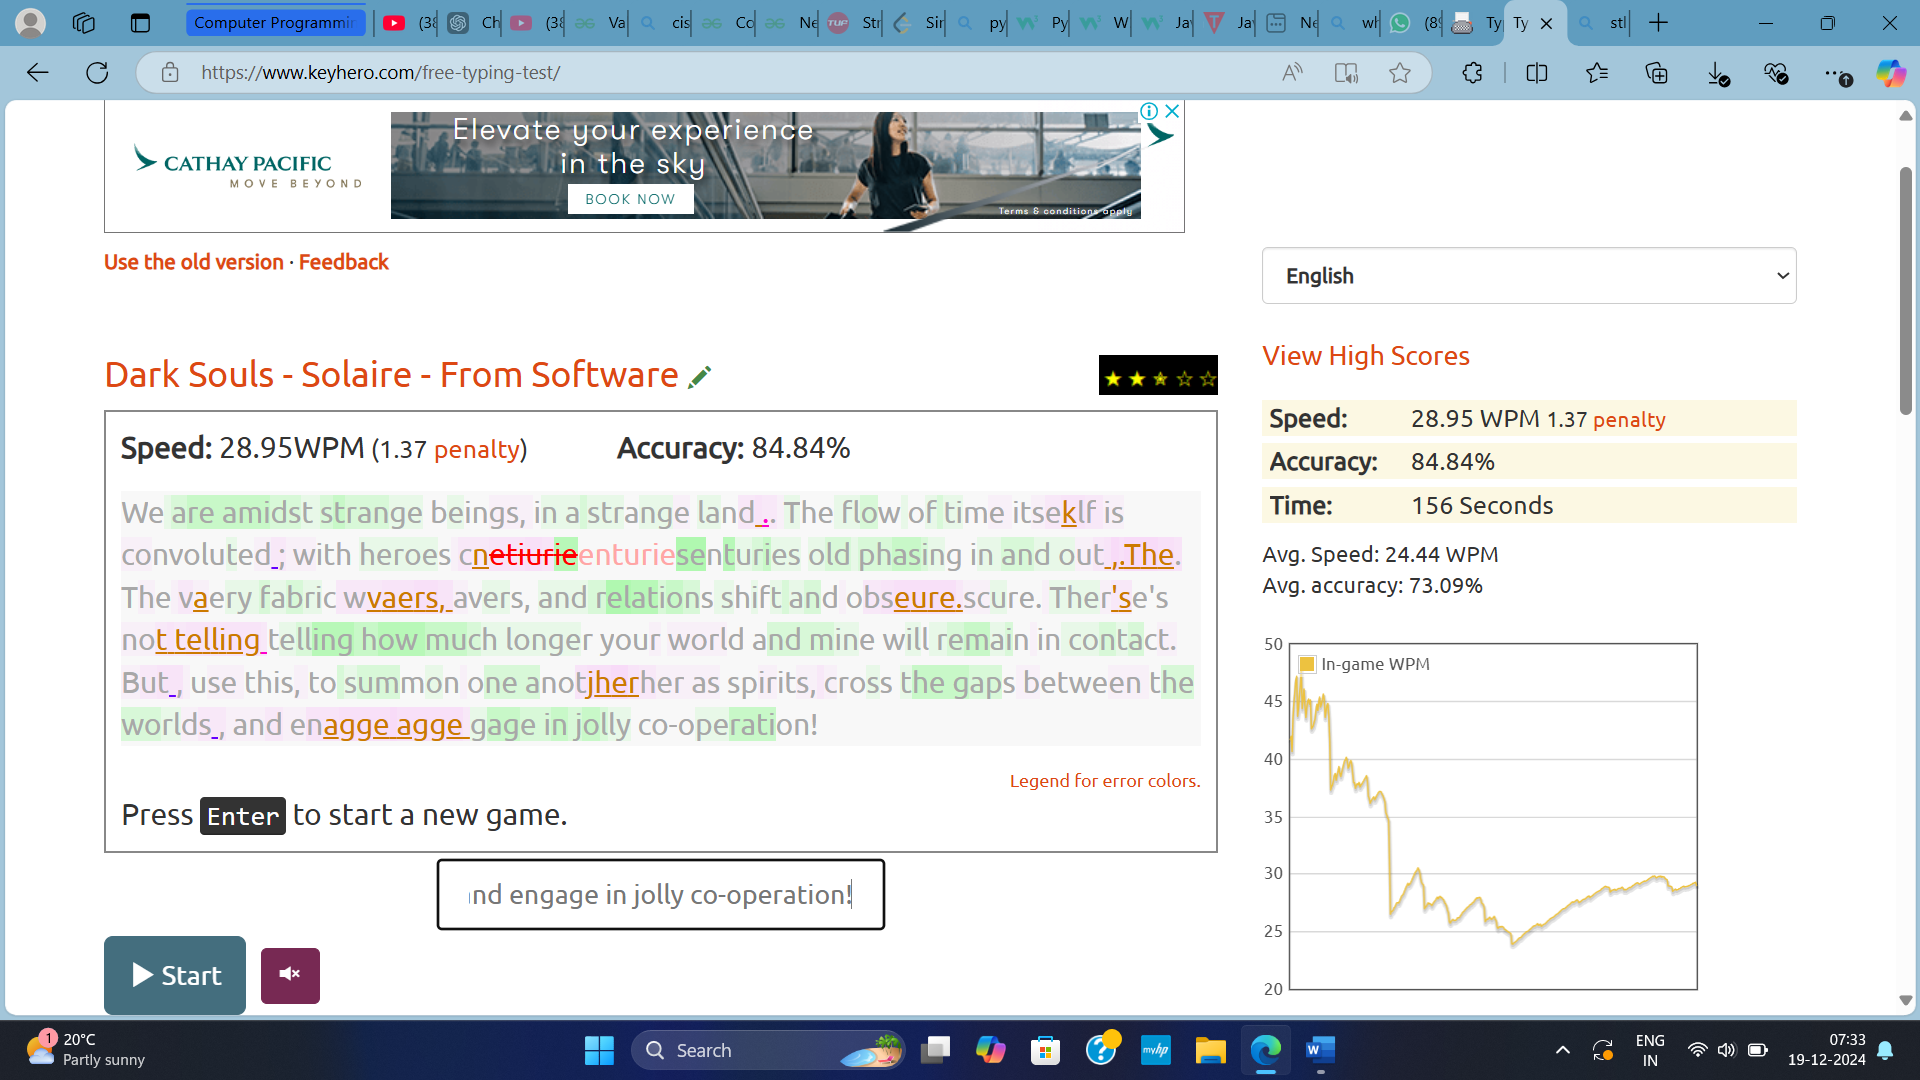 Computer Programmin
(38
Ch
(38
Va
cis
Co
Ne
TUF
Str
Sir
py
Py
W
Ja
Ja
Ne
wh
(89
Ty
Ty
stl
https://www.keyhero.com/free-typing-test/
CATHAY PACIFIC
MOVE BEYOND
Elevate your experience
in the sky
BOOK NOW
Terms & conditions apply
Use the old version · Feedback
English
Dark Souls - Solaire - From Software
View High Scores
Speed: 28.95WPM (1.37 penalty) Accuracy: 84.84%
Speed: 28.95 WPM 1.37 penalty
Accuracy: 84.84%
Time: 156 Seconds
Avg. Speed: 24.44 WPM
Avg. accuracy: 73.09%
We are amidst strange beings, in a strange land .. The flow of time itseklf is
convoluted ; with heroes cnetiurieenturiesenturies old phasing in and out ,.The.
The vaery fabric wvaers, avers, and relations shift and obseure.scure. Ther'se's
not telling telling how much longer your world and mine will remain in contact.
But , use this, to summon one anotjherher as spirits, cross the gaps between the
worlds , and enagge agge gage in jolly co-operation!
Legend for error colors.
Press Enter to start a new game.
nd engage in jolly co-operation!
Start
In-game WPM
50
45
40
35
30
25
20
1
20°C
Partly sunny
Search
myhp
W
ENG
IN
07:33
19-12-2024